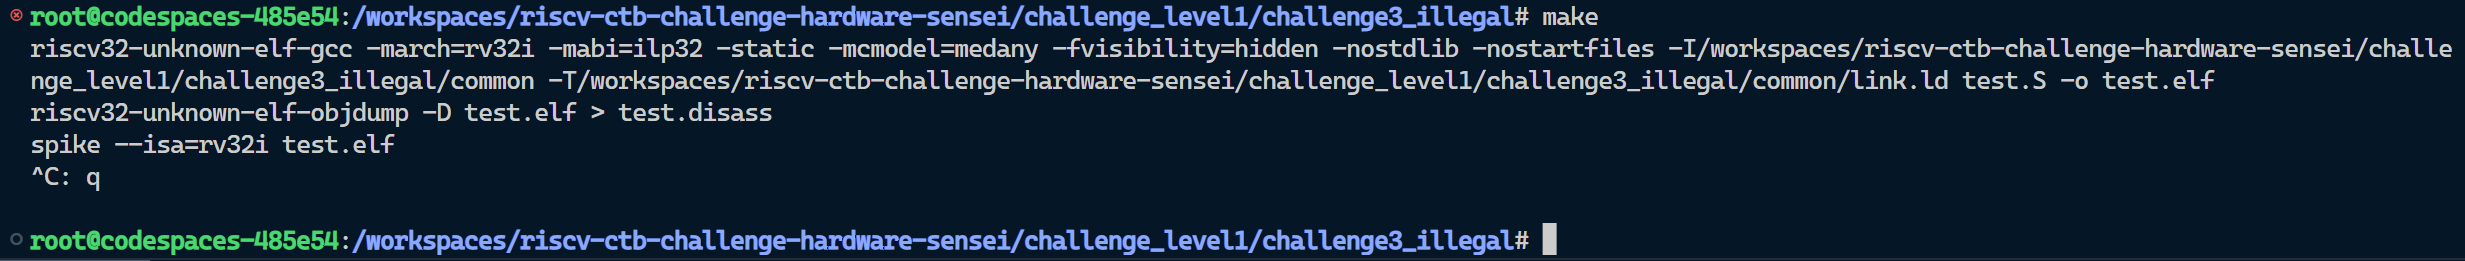 root@codespaces-485e54:/workspaces/riscv-ctb-challenge-hardware-sensei/challenge_level1/challenge3_illegal# make
riscv32-unknown-elf-gcc -march=rv32i -mabi=ilp32 -static -mcmodel=medany -fvisibility=hidden -nostdlib -nostartfiles -I/workspaces/riscv-ctb-challenge-hardware-sensei/challe
nge_level1/challenge3_illegal/common -T/workspaces/riscv-ctb-challenge-hardware-sensei/challenge_level1/challenge3_illegal/common/link.ld test.S -o test.elf
riscv32-unknown-elf-objdump -D test.elf > test.disass
spike --isa=rv32i test.elf
^C: q
root@codespaces-485e54:/workspaces/riscv-ctb-challenge-hardware-sensei/challenge_level1/challenge3_illegal#